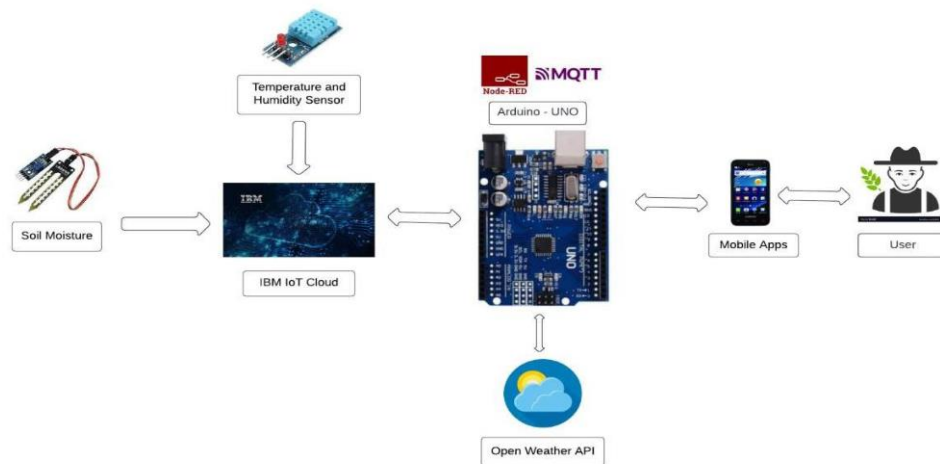 Temperature and
Humidity Sensor
Node-RED
MQTT
Arduino - UNO
Soil Moisture
IBM
IBM IoT Cloud
UNO
Mobile Apps
User
Open Weather API